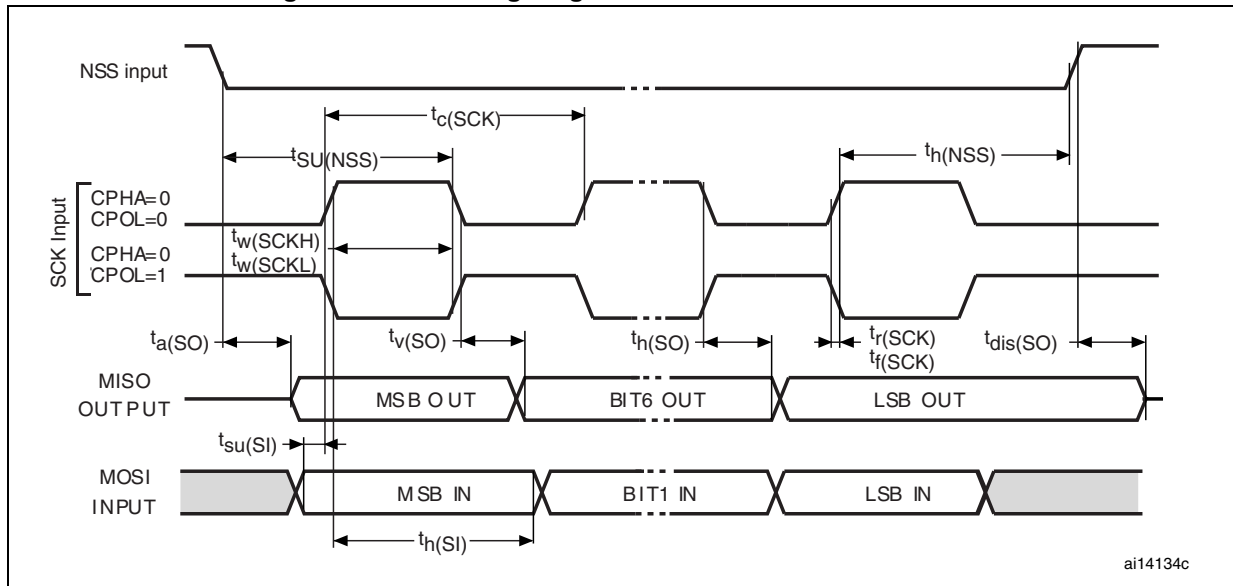 NSS input
tc(SCK)
tSU(NSS)
th(NSS)
SCK Input
CPHA=0
CPOL=0
CPHA=0
CPOL=1
tw(SCKH)
tw(SCKL)
ta(SO)
tv(SO)
th(SO)
tr(SCK)
tf(SCK)
tdis(SO)
MISO
OUTPUT
MSB OUT
BIT6 OUT
LSB OUT
tsu(SI)
MOSI
INPUT
MSB IN
BIT1 IN
LSB IN
th(SI)
ai14134c